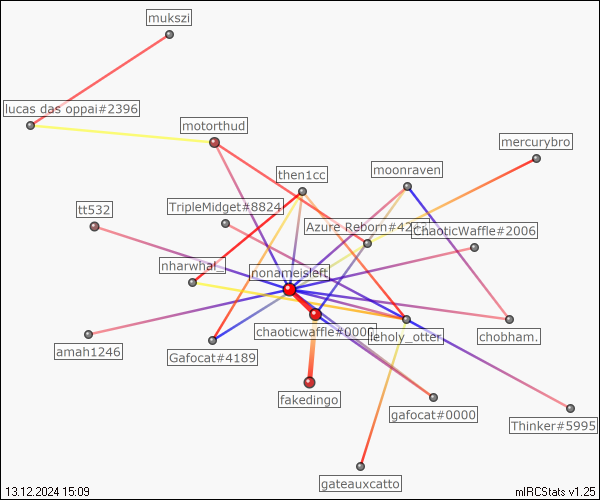 mukszi
lucas das oppai#2396
motorthud
mercurybro
then1cc
moonraven
TripleMidget#8824
tt532
Azure Reborn#4242
ChaoticWaffle#2006
nharwhal_
nonameisleft
chaoticwaffle#0000
leholy_otter
chobham.
amah1246
Gafocat#4189
fakedingo
gafocat#0000
Thinker#5995
gateauxcatto
13.12.2024 15:09
mIRCStats v1.25